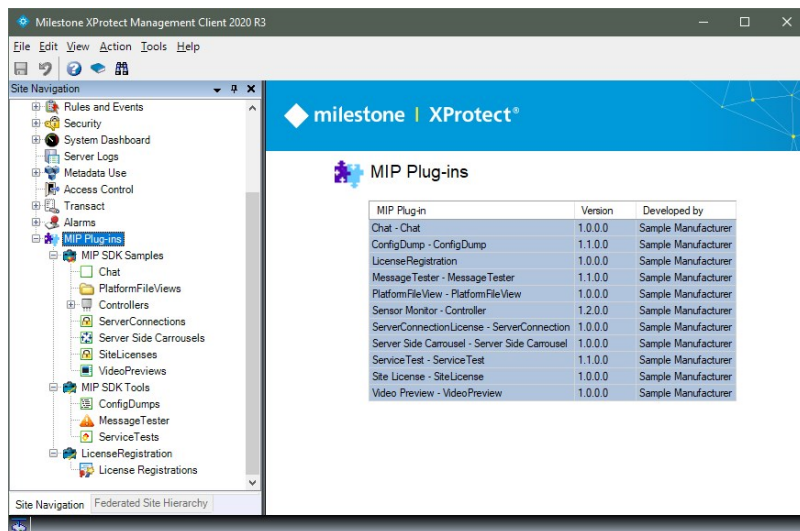 Milestone XProtect Management Client 2020 R3
File Edit View Action Tools Help
Site Navigation
Rules and Events
Security
System Dashboard
Server Logs
Metadata Use
Access Control
Transact
Alarms
MIP Plug-ins
MIP SDK Samples
Chat
PlatformFileViews
Controllers
ServerConnections
Server Side Carrousels
SiteLicenses
VideoPreviews
MIP SDK Tools
ConfigDumps
MessageTester
ServiceTests
LicenseRegistration
License Registrations
Site Navigation Federated Site Hierarchy
milestone | XProtect®
MIP Plug-ins
MIP Plug-in Version Developed by
Chat - Chat 1.0.0.0 Sample Manufacturer
ConfigDump - ConfigDump 1.1.0.0 Sample Manufacturer
LicenseRegistration 1.0.0.0 Sample Manufacturer
MessageTester - MessageTester 1.1.0.0 Sample Manufacturer
PlatformFileView - PlatformFileView 1.0.0.0 Sample Manufacturer
Sensor Monitor - Controller 1.2.0.0 Sample Manufacturer
ServerConnectionLicense - ServerConnection 1.0.0.0 Sample Manufacturer
Server Side Carrousel - Server Side Carrousel 1.0.0.0 Sample Manufacturer
ServiceTest - ServiceTest 1.1.0.0 Sample Manufacturer
Site License - SiteLicense 1.0.0.0 Sample Manufacturer
Video Preview - VideoPreview 1.0.0.0 Sample Manufacturer